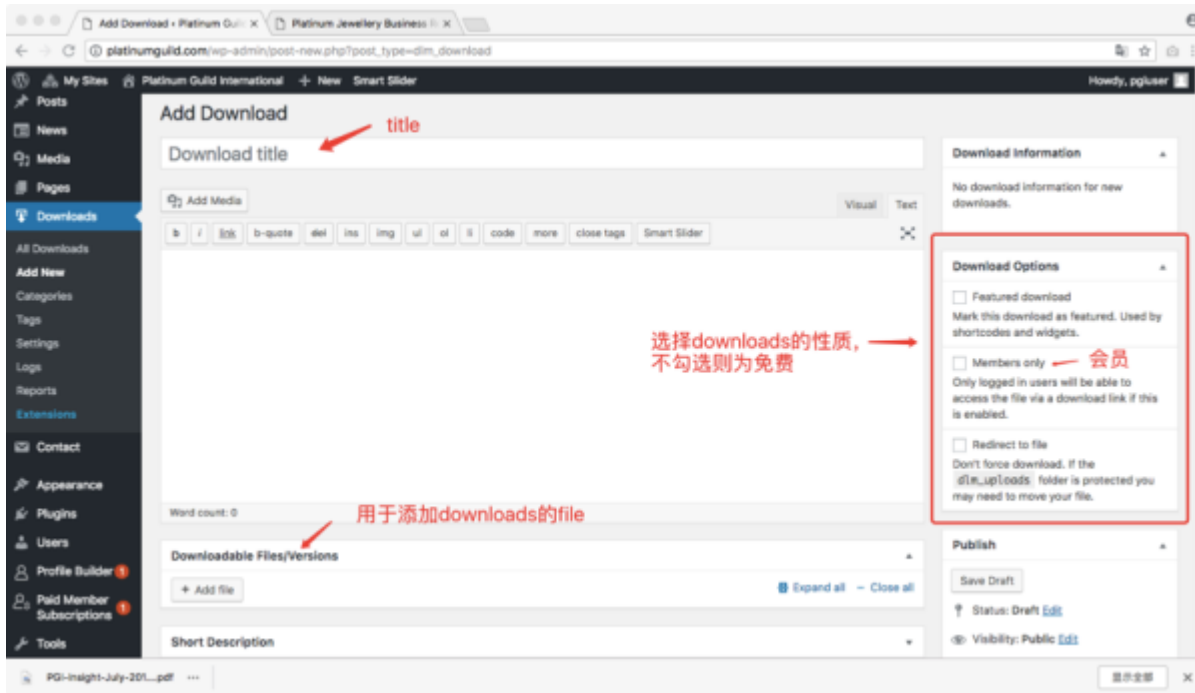 Add Download ‹ Platinum Guil
Platinum Jewellery Business R
platinumguild.com/wp-admin/post-new.php?post_type=dlm_download
My Sites
Platinum Guild International
+ New
Smart Slider
Howdy, pgiuser
Posts
News
Media
Pages
Downloads
All Downloads
Add New
Categories
Tags
Settings
Logs
Reports
Extensions
Contact
Appearance
Plugins
Users
Profile Builder 1
Paid Member
Subscriptions 1
Tools
Add Download
title
Download title
Add Media
Visual
Text
b
i
link
b-quote
del
ins
img
ul
ol
li
code
more
close tags
Smart Slider
选择downloads的性质，
不勾选则为免费
Word count: 0
用于添加downloads的file
Downloadable Files/Versions
+ Add file
Expand all
– Close all
Short Description
Download Information
No download information for new
downloads.
Download Options
Featured download
Mark this download as featured. Used by
shortcodes and widgets.
Members only
会员
Only logged in users will be able to
access the file via a download link if this
is enabled.
Redirect to file
Don't force download. If the
dlm_uploads folder is protected you
may need to move your file.
Publish
Save Draft
Status: Draft Edit
Visibility: Public Edit
PGI-Insight-July-201....pdf
显示全部